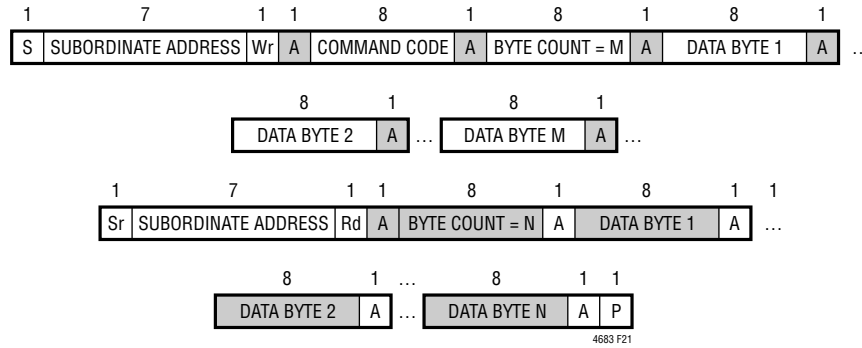 1 7 1 1 8 1 8 1 8 1
S SUBORDINATE ADDRESS Wr A COMMAND CODE A BYTE COUNT = M A DATA BYTE 1 A …
8 1 8 1
DATA BYTE 2 A … DATA BYTE M A …
1 7 1 1 8 1 8 1 1
Sr SUBORDINATE ADDRESS Rd A BYTE COUNT = N A DATA BYTE 1 A …
8 1 … 8 1 1
DATA BYTE 2 A … DATA BYTE N A P
4683 F21